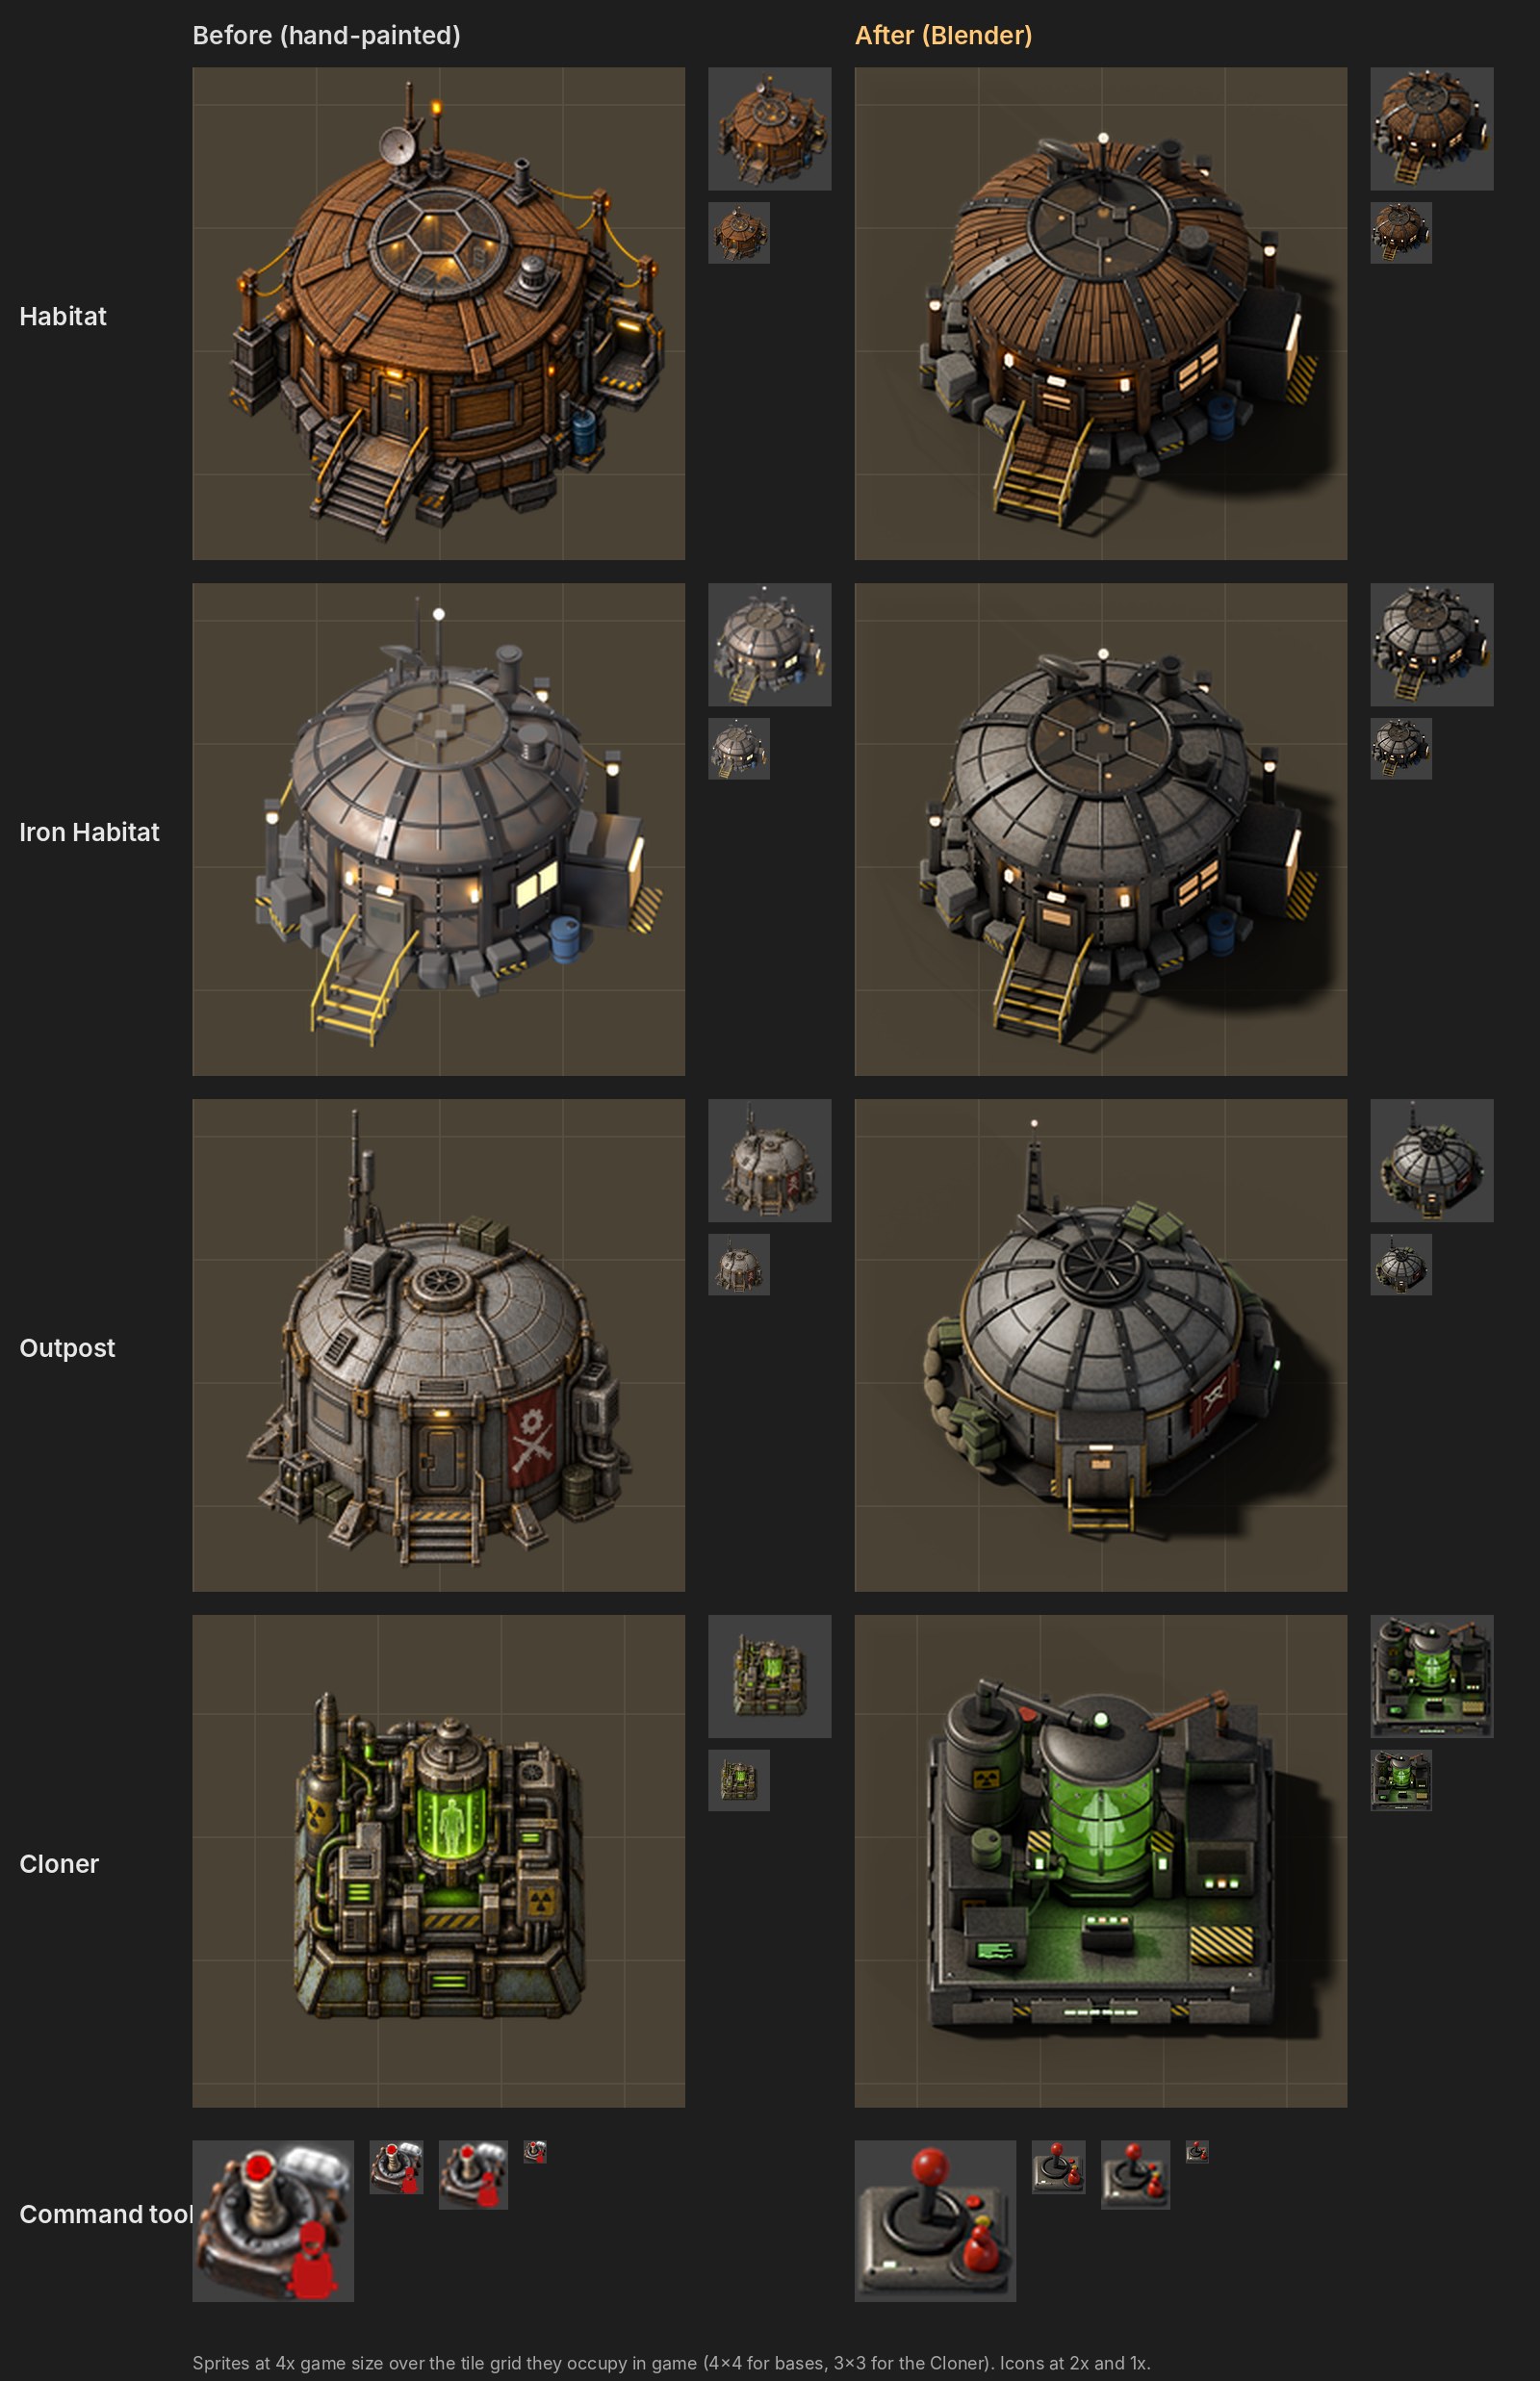 Before (hand-painted)
After (Blender)
Habitat
Iron Habitat
Outpost
Cloner
Command tool
Sprites at 4x game size over the tile grid they occupy in game (4×4 for bases, 3×3 for the Cloner). Icons at 2x and 1x.